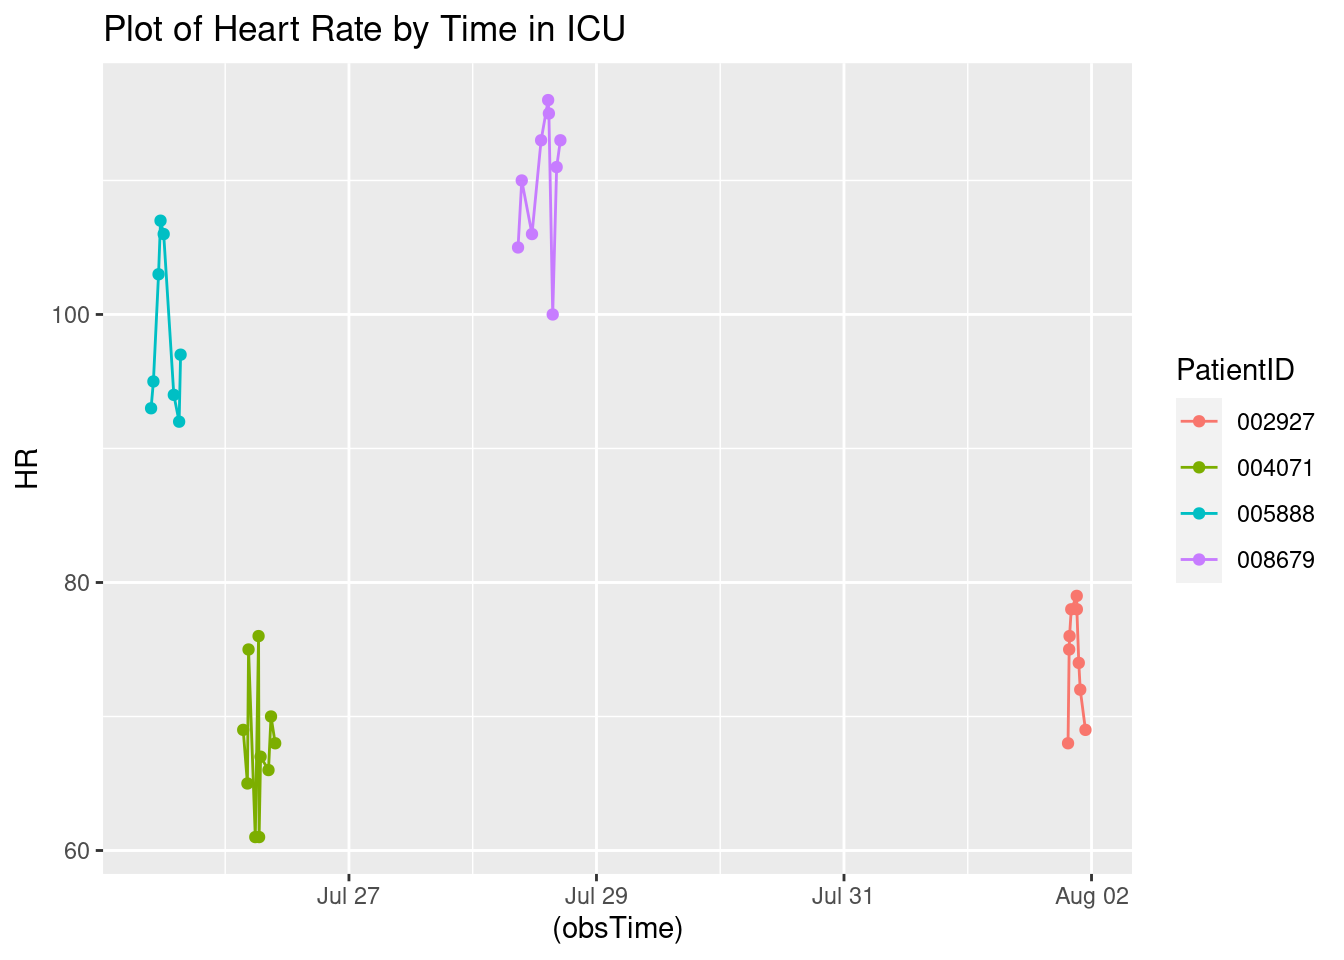 Plot of Heart Rate by Time in ICU
HR
100
80
60
Jul 27
Jul 29
Jul 31
Aug 02
(obsTime)
PatientID
002927
004071
005888
008679